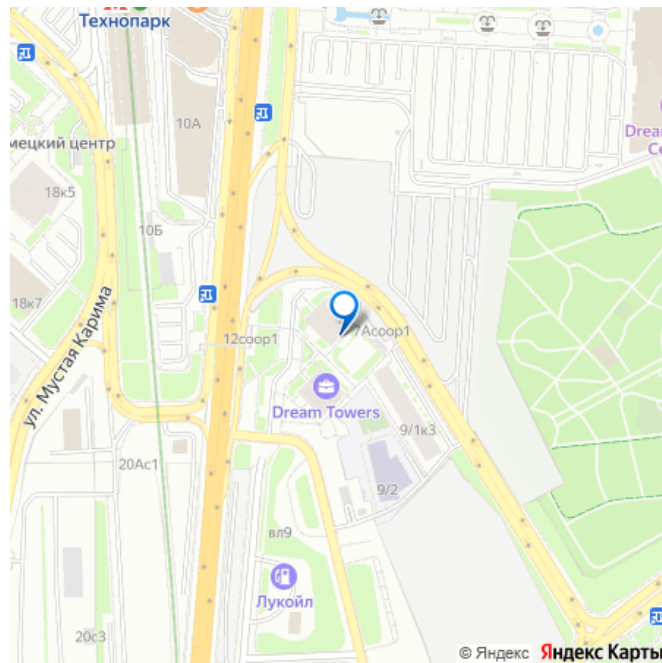 Технопарк
10А
мецкий центр
Dream
Се
18к5
10Б
18к7
ул. Мустая Карима
12соор1
7Асоор1
Dream Towers
9/1к3
20Ас1
9/2
вл9
Лукойл
20с3
© Яндекс Яндекс Карты